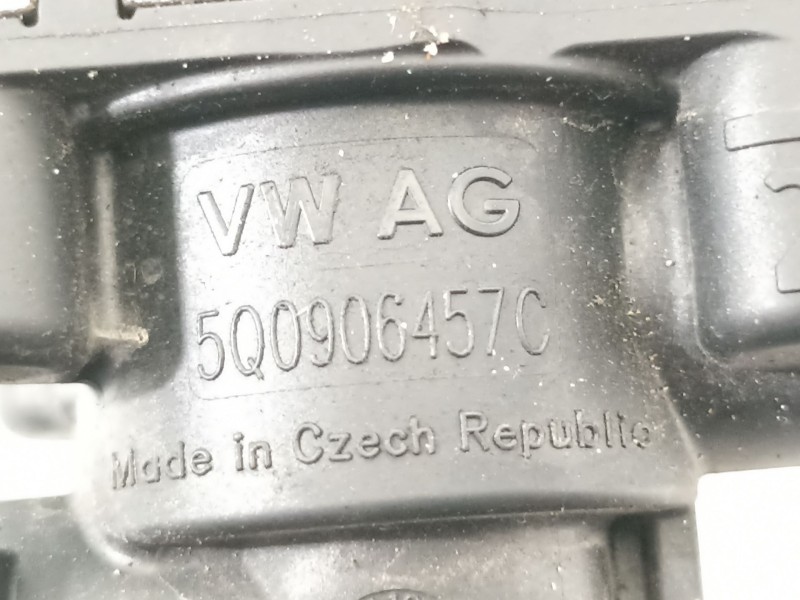 VW AG
5Q0906457C
Made in Czech Republic